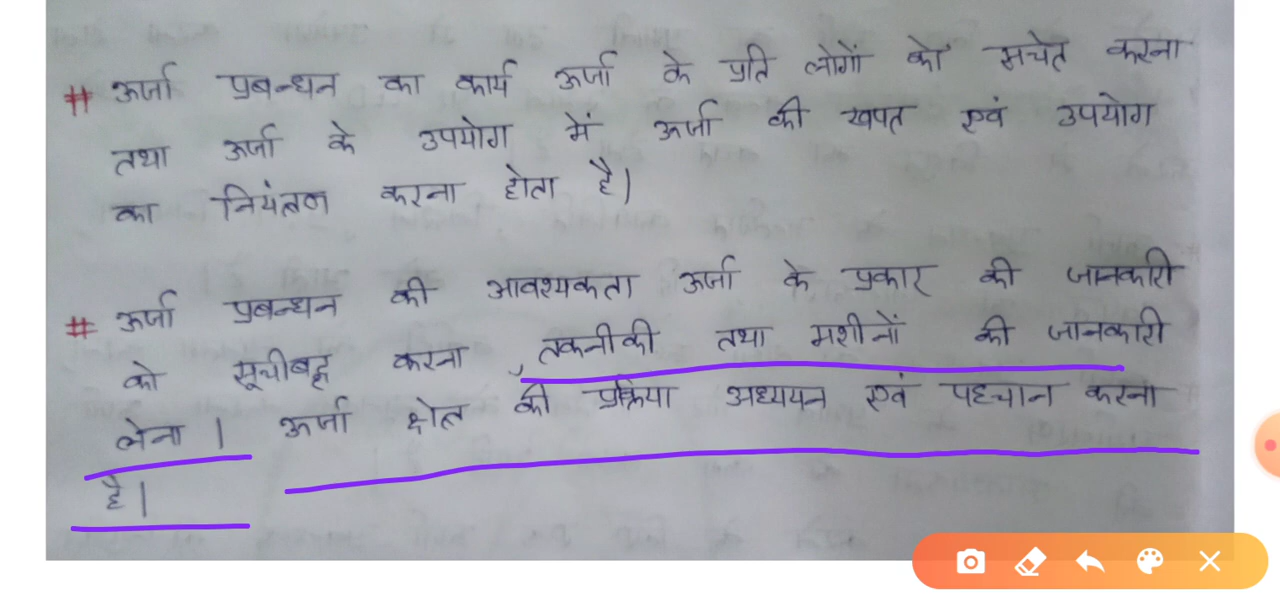 # ऊर्जा प्रबन्धन का कार्य ऊर्जा के प्रति लोगों को सचेत करना
तथा ऊर्जा के उपयोग में ऊर्जा की खपत एवं उपयोग
का नियंत्रण करना होता है।
# ऊर्जा प्रबन्धन की आवश्यकता ऊर्जा के प्रकार की जानकारी
को सूचीबद्ध करना, तकनीकी तथा मशीनों की जानकारी
लेना। ऊर्जा क्षेत्र की प्रक्रिया अध्ययन एवं पहचान करना
है।